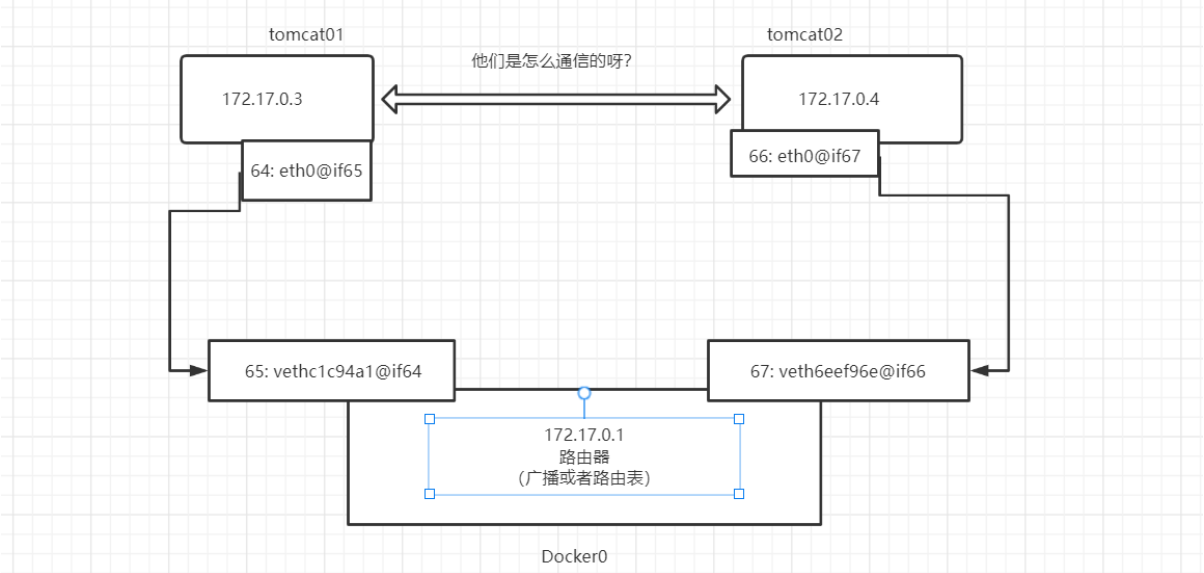 tomcat01
tomcat02
他们是怎么通信的呀?
172.17.0.3
172.17.0.4
64: eth0@if65
66: eth0@if67
65: vethc1c94a1@if64
67: veth6eef96e@if66
172.17.0.1
路由器
（广播或者路由表）
Docker0